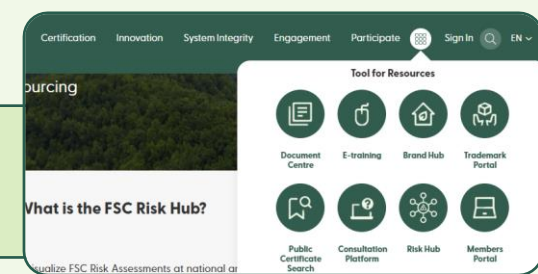 Certification Innovation System Integrity Engagement Participate Sign In EN
ourcing
Tool for Resources
Document Centre
E-training
Brand Hub
Trademark Portal
What is the FSC Risk Hub?
Public Certificate Search
Consultation Platform
Risk Hub
Members Portal
sualize FSC Risk Assessments at national ar